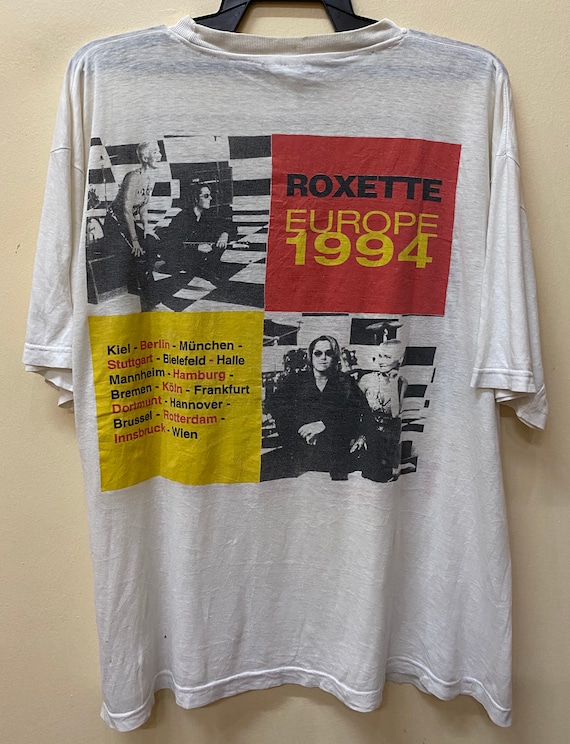 ROXETTE
EUROPE
1994
Kiel - Berlin - München -
Stuttgart - Bielefeld - Halle
Mannheim - Hamburg -
Bremen - Köln - Frankfurt
Dortmunt - Hannover -
Brussel - Rotterdam -
Innsbruck - Wien